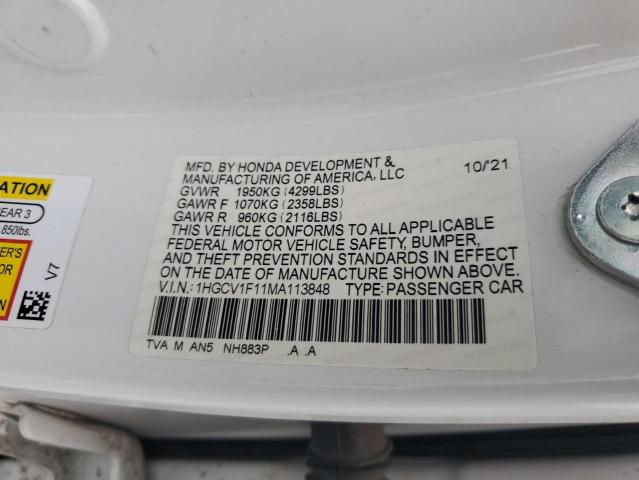 MFD. BY HONDA DEVELOPMENT & 10/'21
MANUFACTURING OF AMERICA, LLC
GVWR 1950KG (4299LBS)
GAWR F 1070KG (2358LBS)
GAWR R 960KG (2116LBS)
THIS VEHICLE CONFORMS TO ALL APPLICABLE
FEDERAL MOTOR VEHICLE SAFETY, BUMPER,
AND THEFT PREVENTION STANDARDS IN EFFECT
ON THE DATE OF MANUFACTURE SHOWN ABOVE.
V.I.N.:1HGCV1F11MA113848 TYPE:PASSENGER CAR
TVA M AN5 NH883P .A .A
ATION
EAR 3
850lbs.
ER'S
OR
V7